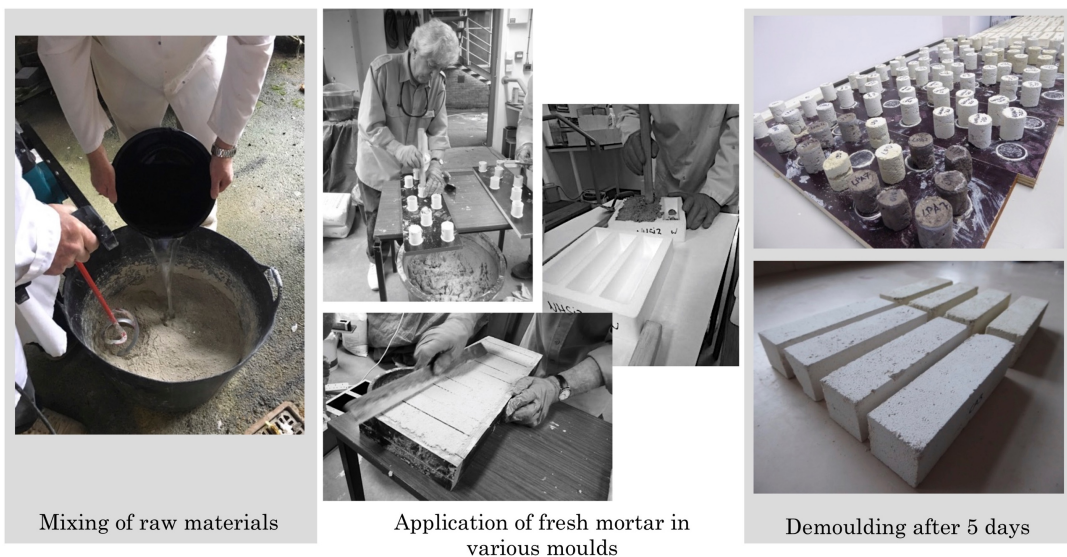 Mixing of raw materials
Application of fresh mortar in
various moulds
Demoulding after 5 days